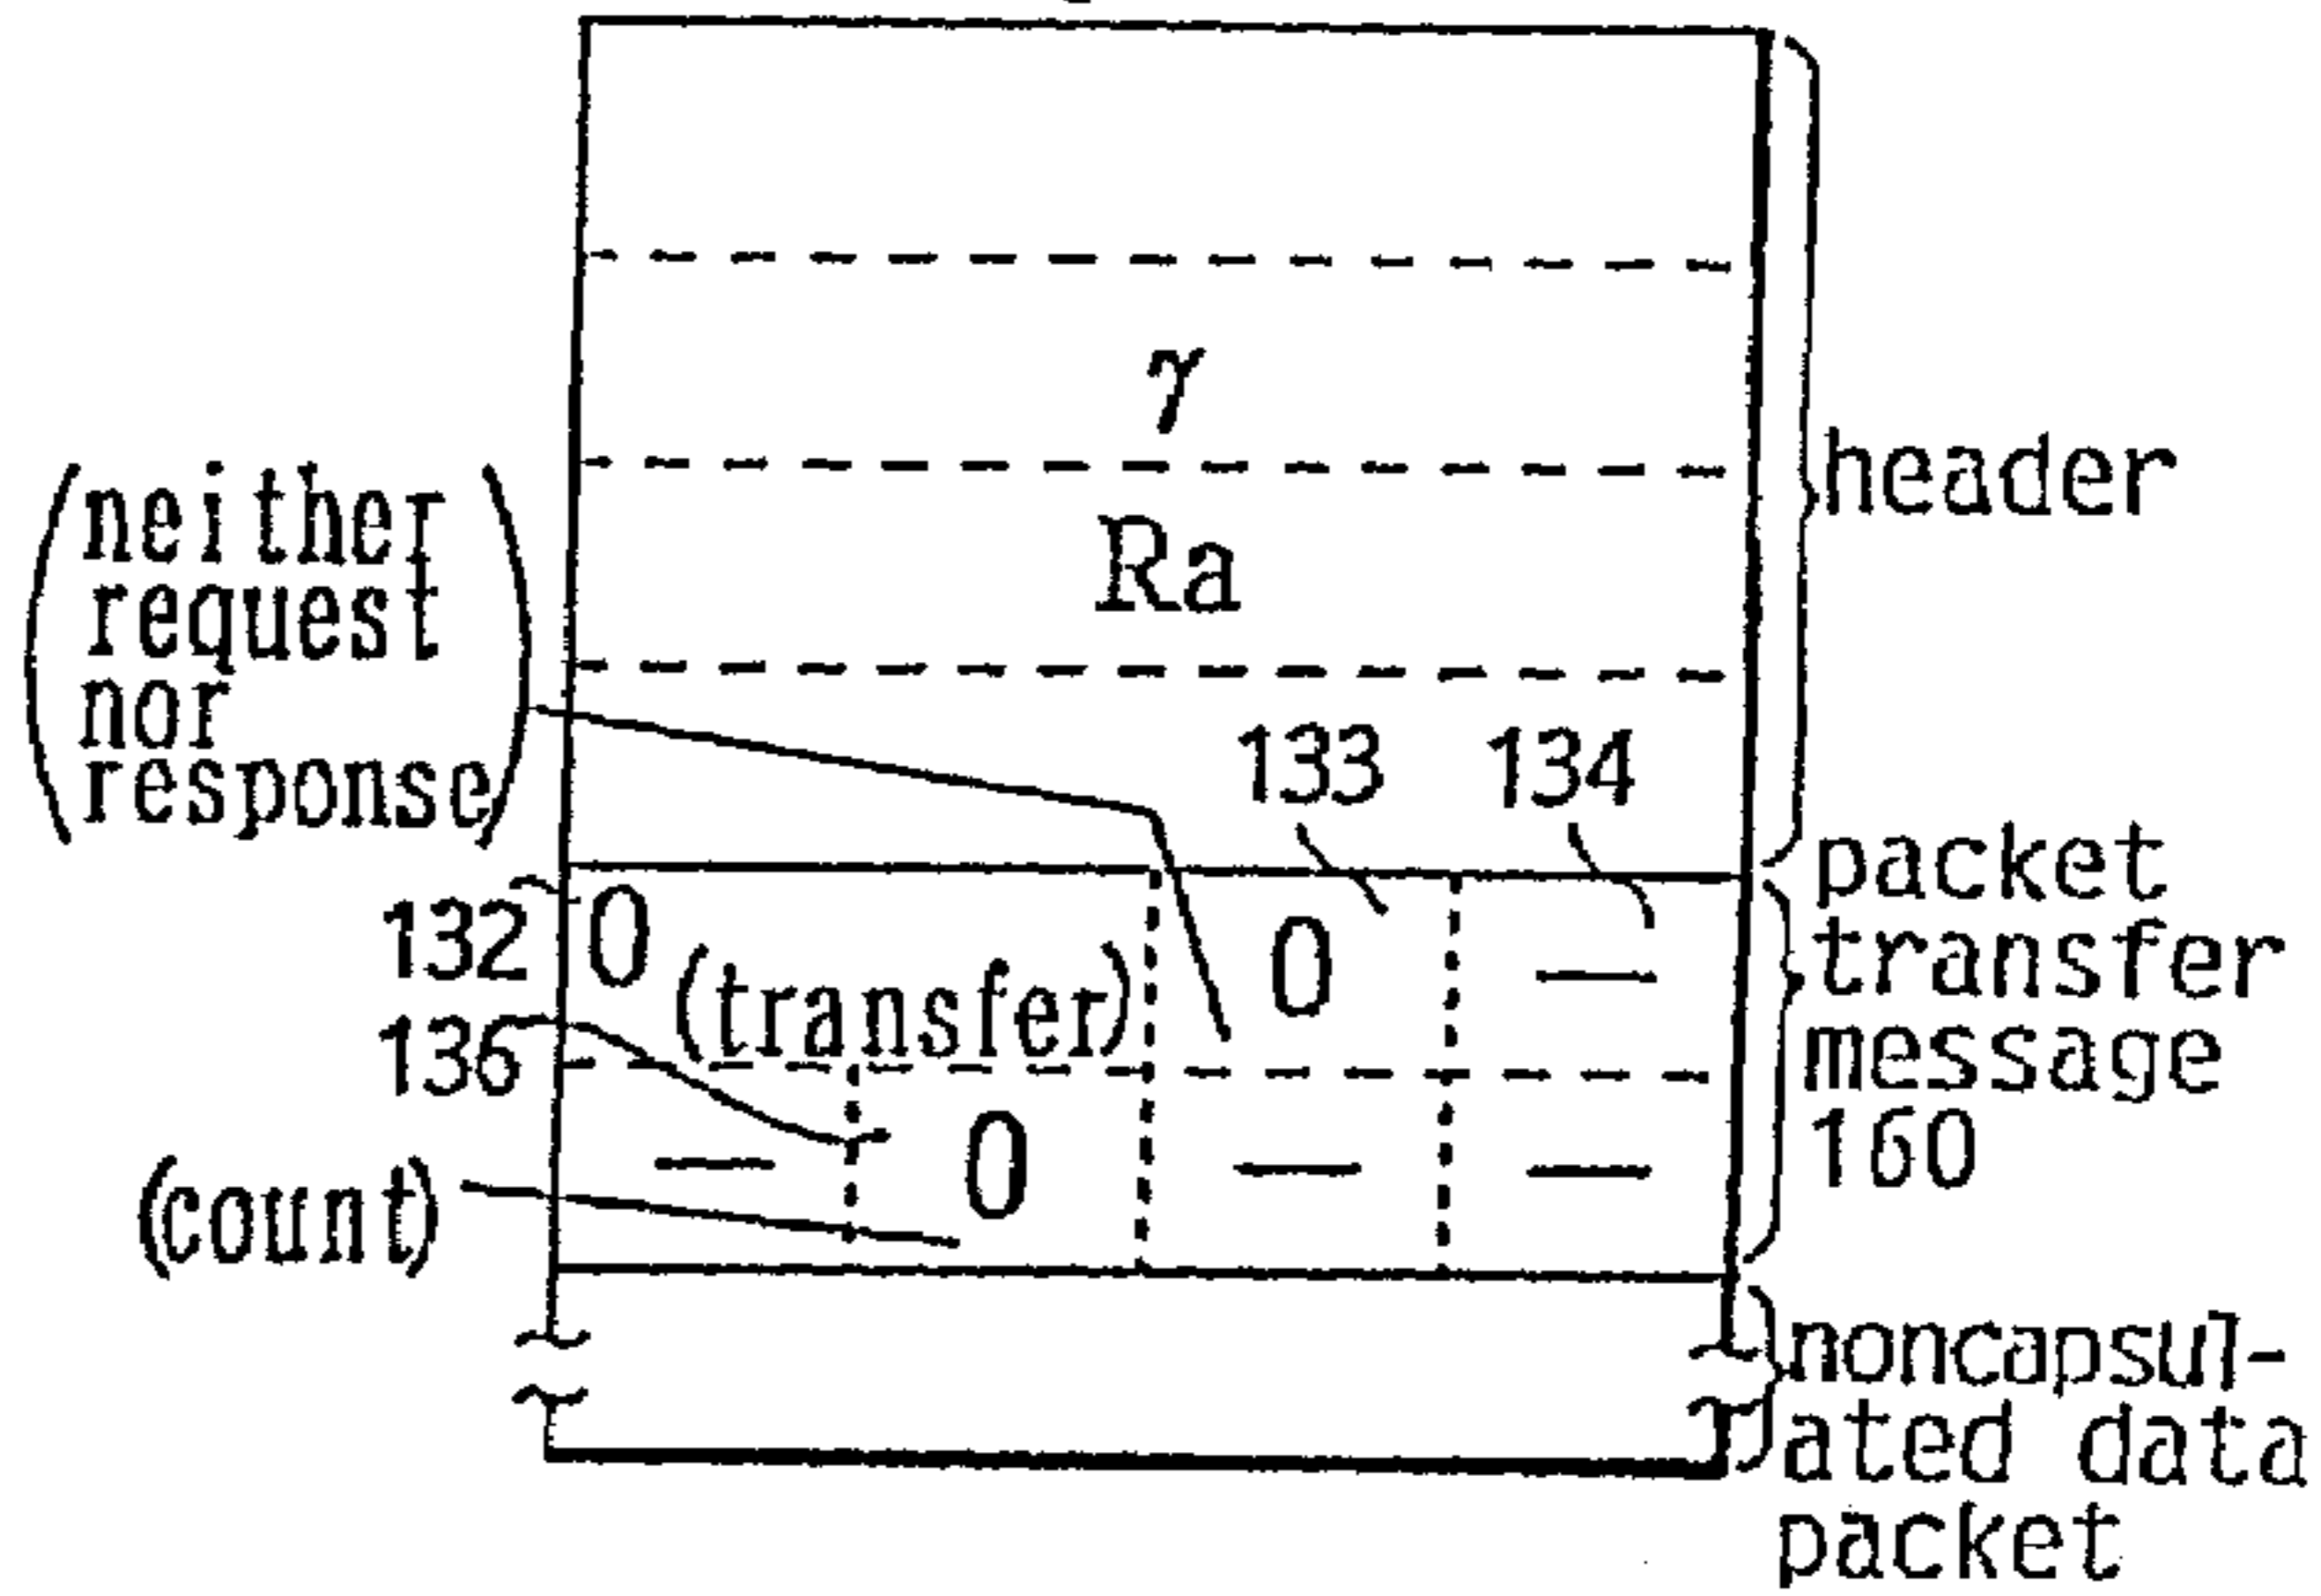 γ
header
(neither
request
nor
response)
Ra
133 134
132 0 (transfer) 0 —
packet
transfer
message
160
136
— 0 — —
(count)
noncapsul-
ated data
packet